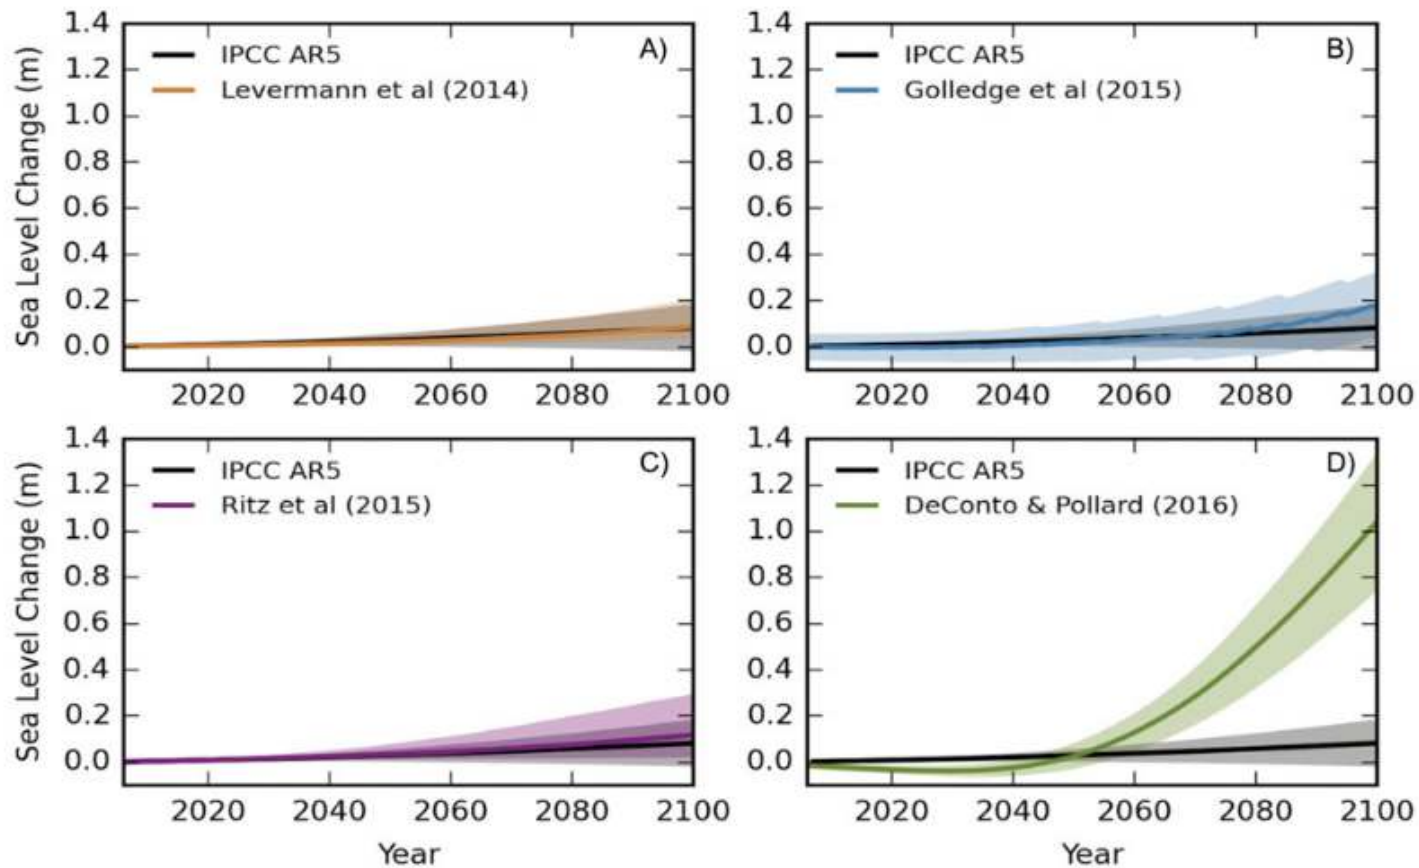 Sea Level Change (m)
1.4
1.2
1.0
0.8
0.6
0.4
0.2
0.0
IPCC AR5
Levermann et al (2014)
A)
2020 2040 2060 2080 2100
1.4
1.2
1.0
0.8
0.6
0.4
0.2
0.0
IPCC AR5
Golledge et al (2015)
B)
2020 2040 2060 2080 2100
Sea Level Change (m)
1.4
1.2
1.0
0.8
0.6
0.4
0.2
0.0
IPCC AR5
Ritz et al (2015)
C)
2020 2040 2060 2080 2100
Year
1.4
1.2
1.0
0.8
0.6
0.4
0.2
0.0
IPCC AR5
DeConto & Pollard (2016)
D)
2020 2040 2060 2080 2100
Year